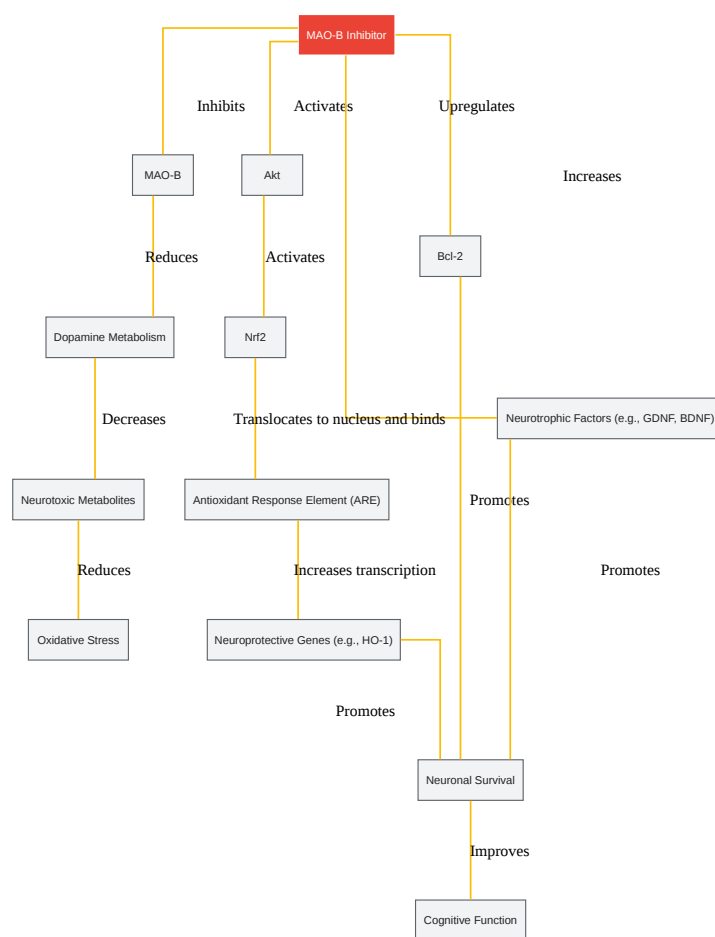 MAO-B Inhibitor
Inhibits
Activates
Upregulates
MAO-B
Akt
Increases
Reduces
Activates
Bcl-2
Dopamine Metabolism
Nrf2
Decreases
Translocates to nucleus and binds
Neurotrophic Factors (e.g., GDNF, BDNF)
Neurotoxic Metabolites
Antioxidant Response Element (ARE)
Promotes
Reduces
Increases transcription
Promotes
Oxidative Stress
Neuroprotective Genes (e.g., HO-1)
Promotes
Neuronal Survival
Improves
Cognitive Function